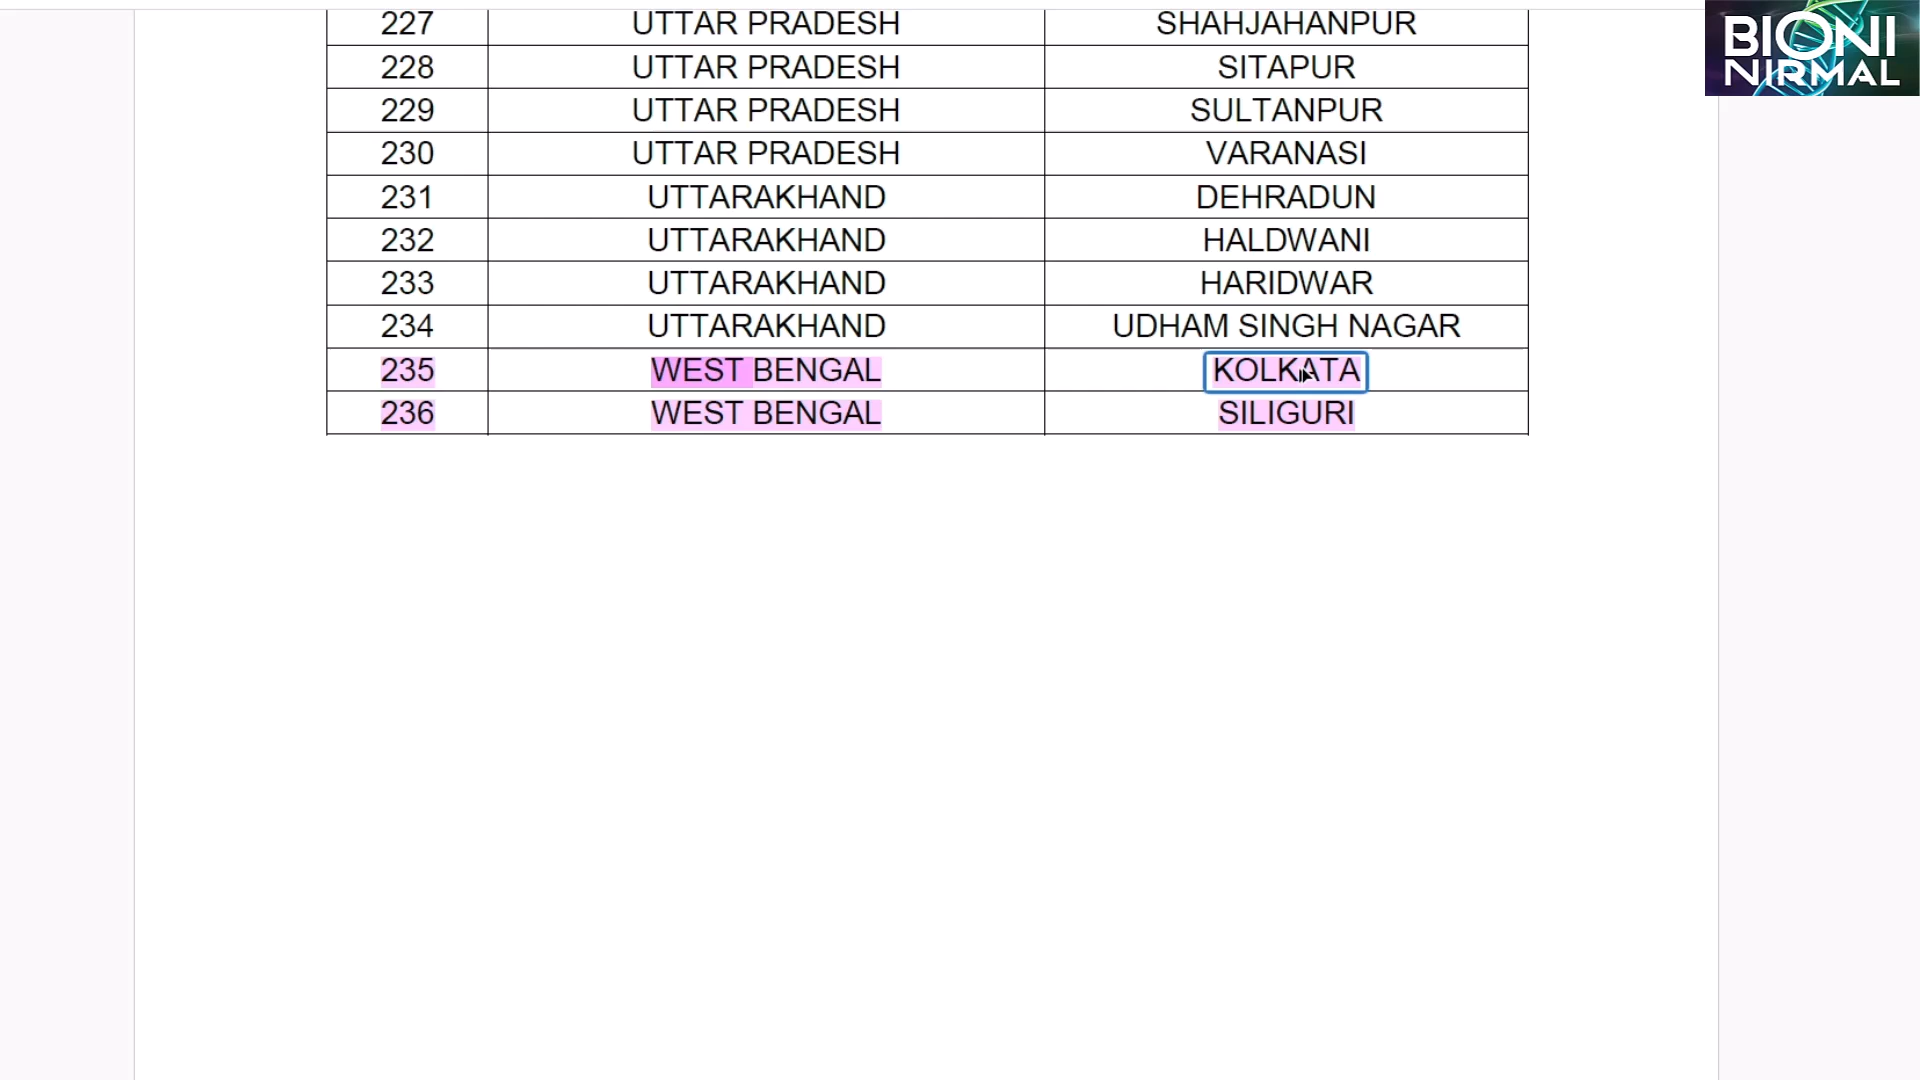 BIONI
NIRMAL
227 UTTAR PRADESH SHAHJAHANPUR
228 UTTAR PRADESH SITAPUR
229 UTTAR PRADESH SULTANPUR
230 UTTAR PRADESH VARANASI
231 UTTARAKHAND DEHRADUN
232 UTTARAKHAND HALDWANI
233 UTTARAKHAND HARIDWAR
234 UTTARAKHAND UDHAM SINGH NAGAR
235 WEST BENGAL KOLKATA
236 WEST BENGAL SILIGURI